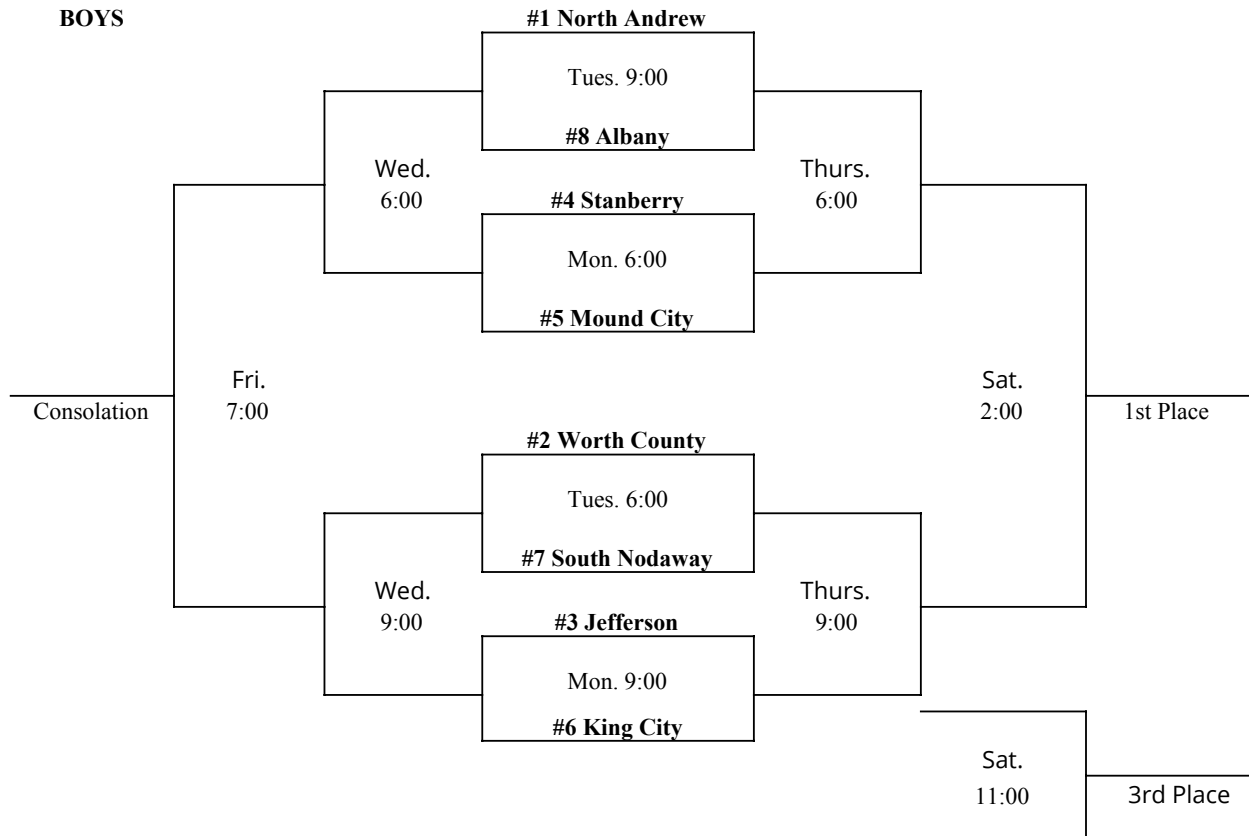 BOYS
#1 North Andrew
Tues. 9:00
#8 Albany
Wed.
6:00
Thurs.
6:00
#4 Stanberry
Mon. 6:00
#5 Mound City
Fri.
7:00
Consolation
Sat.
2:00
1st Place
#2 Worth County
Tues. 6:00
#7 South Nodaway
Wed.
9:00
Thurs.
9:00
#3 Jefferson
Mon. 9:00
#6 King City
Sat.
11:00
3rd Place